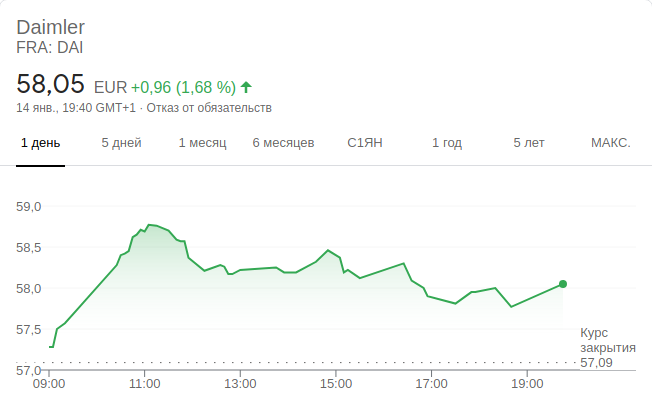 Daimler
FRA: DAI
58,05 EUR +0,96 (1,68 %)
14 янв., 19:40 GMT+1 · Отказ от обязательств
1 день 5 дней 1 месяц 6 месяцев С1ЯН 1 год 5 лет МАКС.
59,0
58,5
58,0
57,5
57,0
Курс
закрытия
57,09
09:00 11:00 13:00 15:00 17:00 19:00